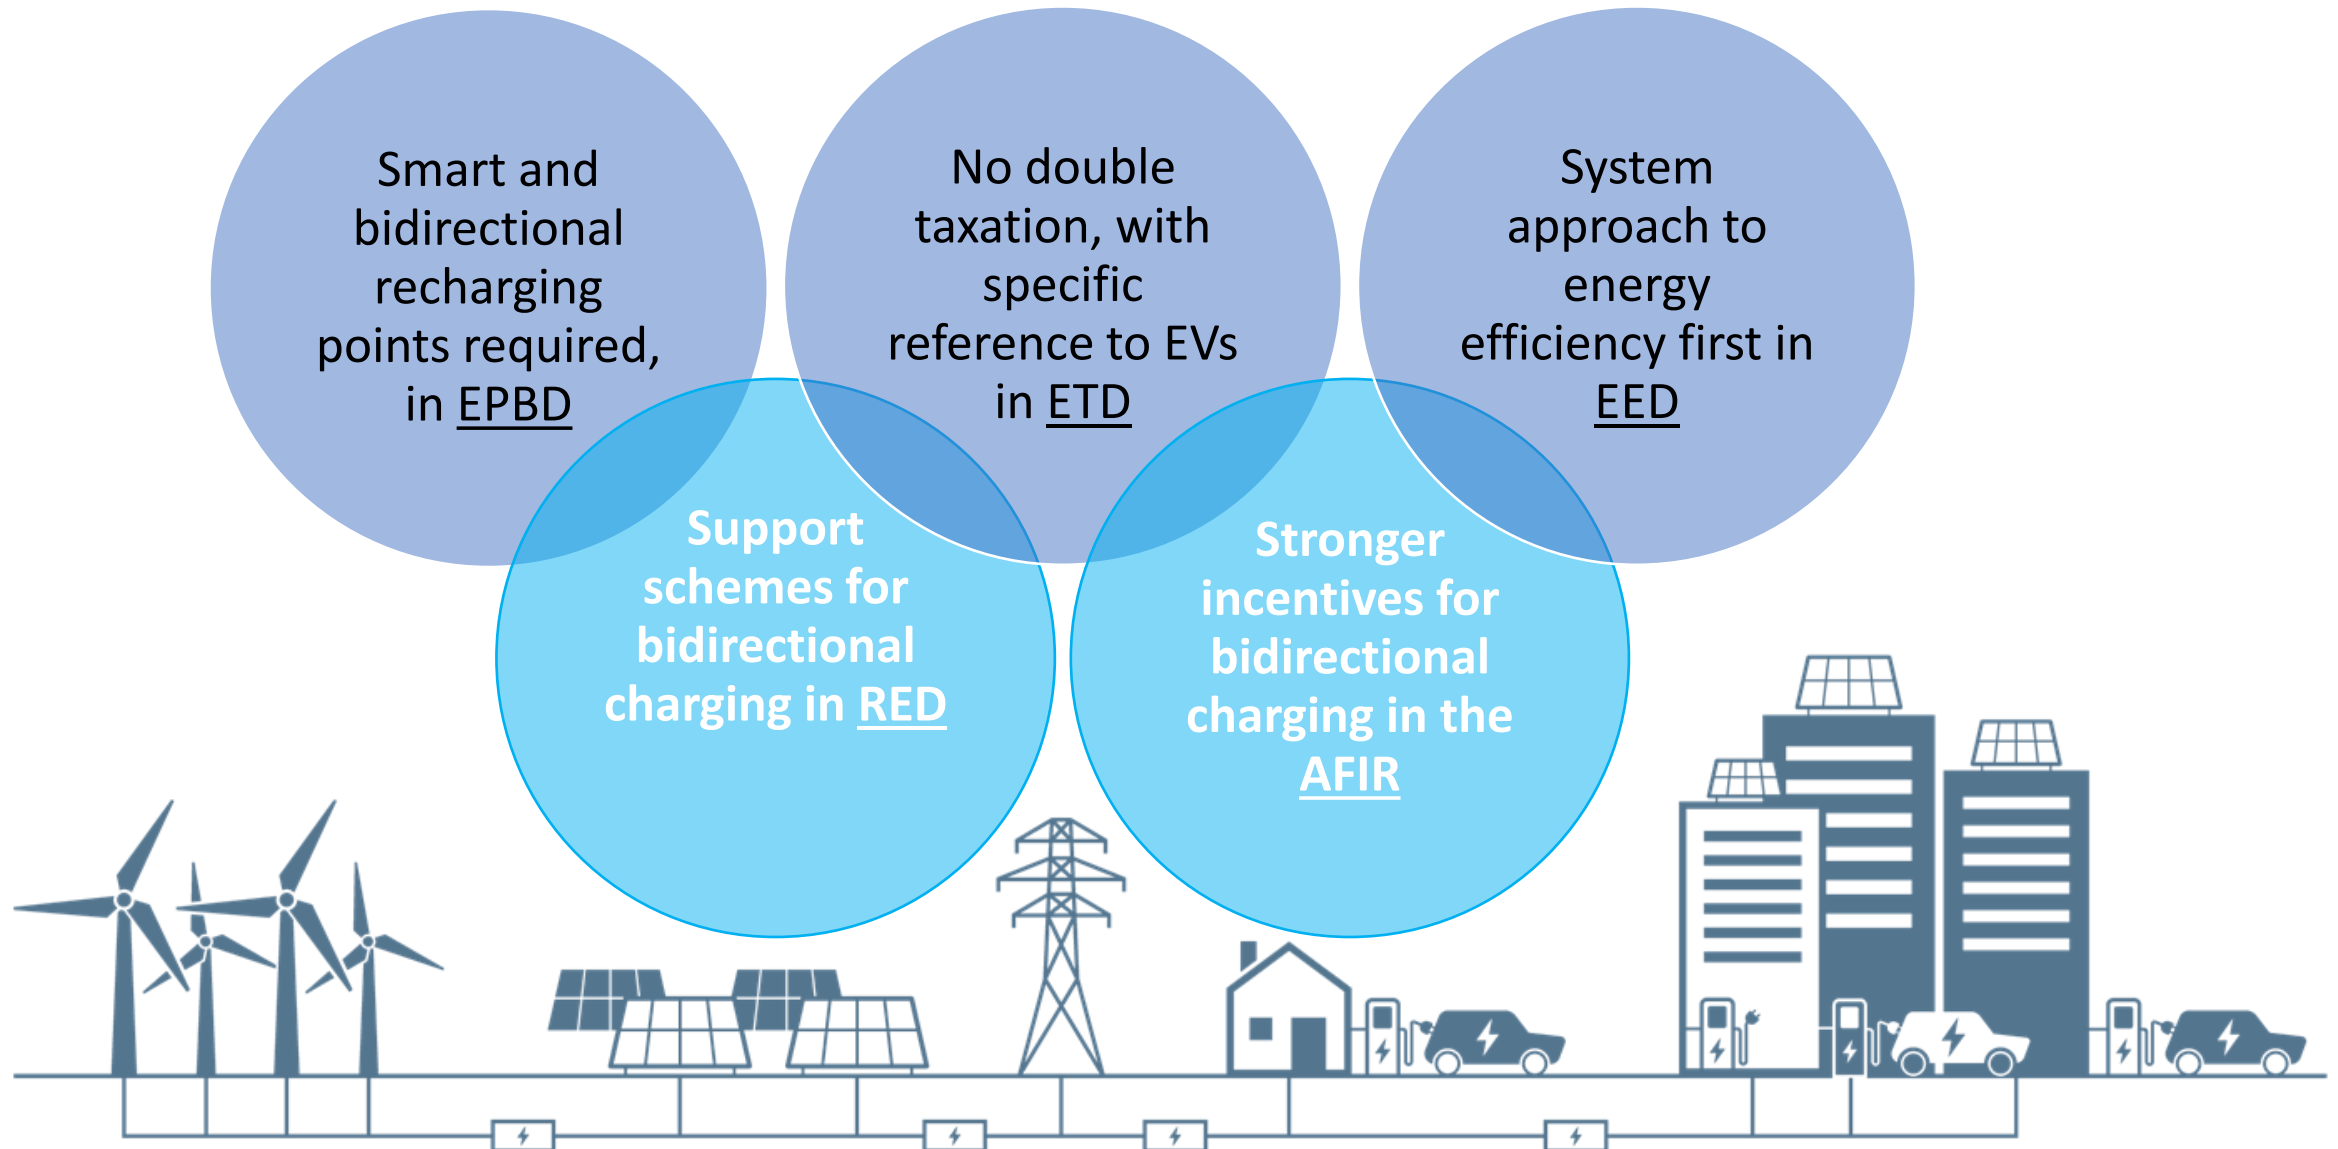 Smart and
bidirectional
recharging
points required,
in EPBD
No double
taxation, with
specific
reference to EVs
in ETD
System
approach to
energy
efficiency first in
EED
Support
schemes for
bidirectional
charging in RED
Stronger
incentives for
bidirectional
charging in the
AFIR